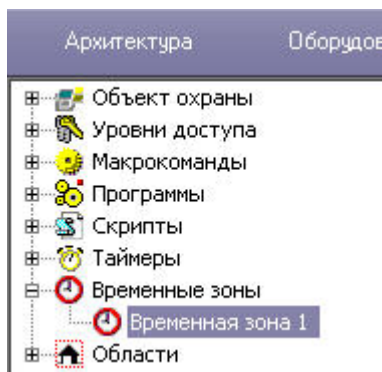 Архитектура Оборудов
Объект охраны
Уровни доступа
Макрокоманды
Программы
Скрипты
Таймеры
Временные зоны
Временная зона 1
Области